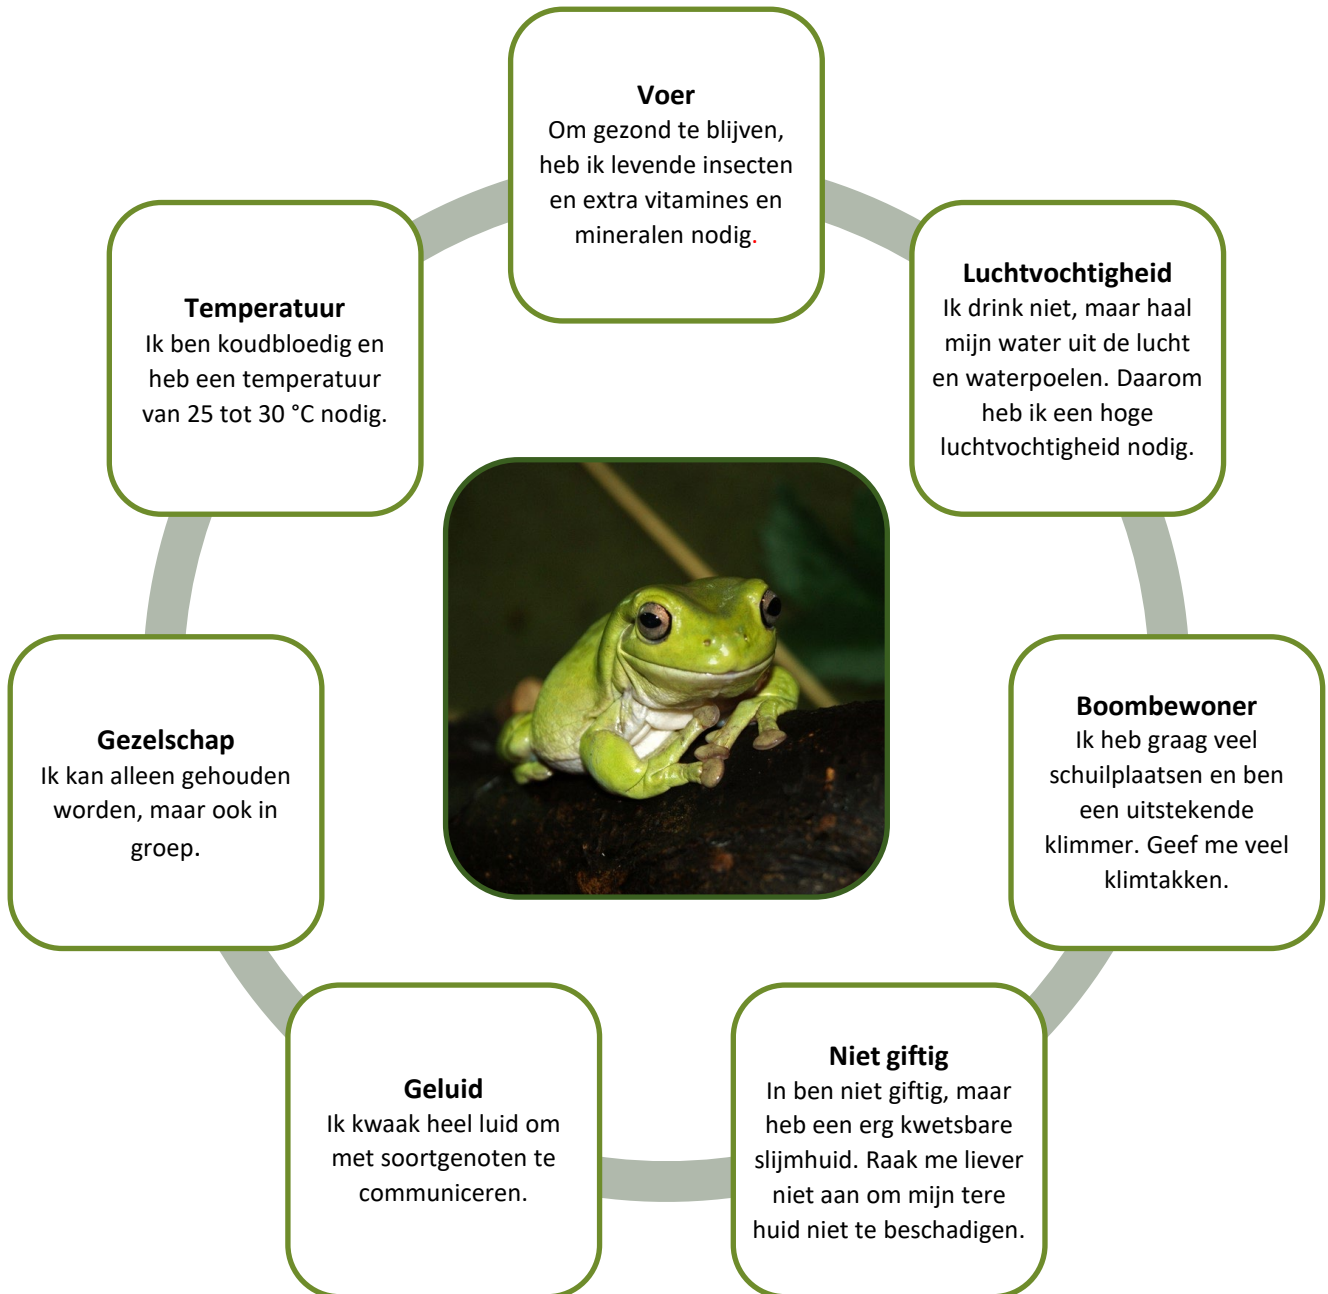 Voer
Om gezond te blijven,
heb ik levende insecten
en extra vitamines en
mineralen nodig.
Luchtvochtigheid
Ik drink niet, maar haal
mijn water uit de lucht
en waterpoelen. Daarom
heb ik een hoge
luchtvochtigheid nodig.
Boombewoner
Ik heb graag veel
schuilplaatsen en ben
een uitstekende
klimmer. Geef me veel
klimtakken.
Niet giftig
In ben niet giftig, maar
heb een erg kwetsbare
slijmhuid. Raak me liever
niet aan om mijn tere
huid niet te beschadigen.
Geluid
Ik kwaak heel luid om
met soortgenoten te
communiceren.
Gezelschap
Ik kan alleen gehouden
worden, maar ook in
groep.
Temperatuur
Ik ben koudbloedig en
heb een temperatuur
van 25 tot 30 °C nodig.